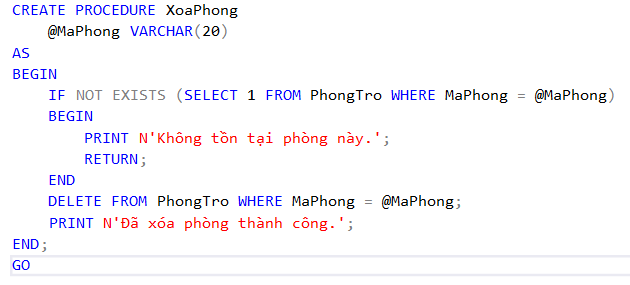 CREATE PROCEDURE XoaPhong
    @MaPhong VARCHAR(20)
AS
BEGIN
    IF NOT EXISTS (SELECT 1 FROM PhongTro WHERE MaPhong = @MaPhong)
    BEGIN
        PRINT N'Không tồn tại phòng này.';
        RETURN;
    END
    DELETE FROM PhongTro WHERE MaPhong = @MaPhong;
    PRINT N'Đã xóa phòng thành công.';
END;
GO